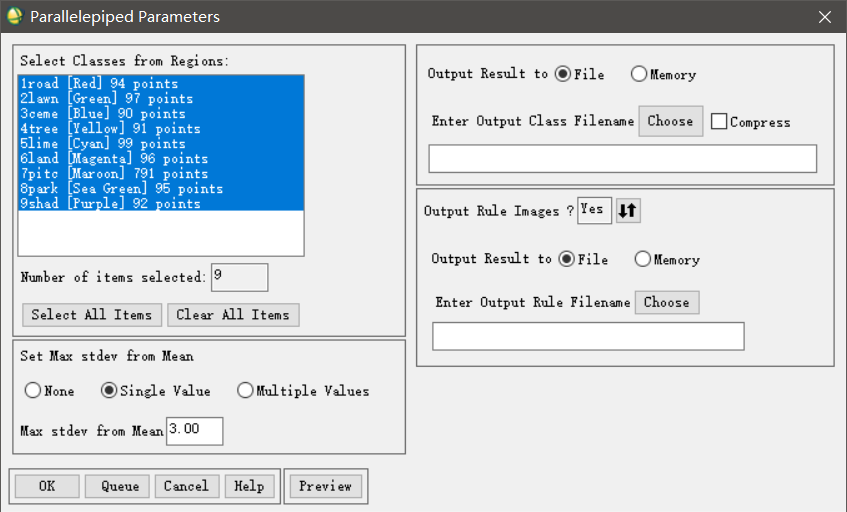 Parallelepiped Parameters
Select Classes from Regions:
1road [Red] 94 points
2lawn [Green] 97 points
3ceme [Blue] 90 points
4tree [Yellow] 91 points
5lime [Cyan] 99 points
6land [Magenta] 96 points
7pitc [Maroon] 791 points
8park [Sea Green] 95 points
9shad [Purple] 92 points
Number of items selected: 9
Select All Items Clear All Items
Set Max stdev from Mean
None Single Value Multiple Values
Max stdev from Mean 3.00
OK Queue Cancel Help Preview
Output Result to File Memory
Enter Output Class Filename Choose Compress
Output Rule Images ? Yes
Output Result to File Memory
Enter Output Rule Filename Choose